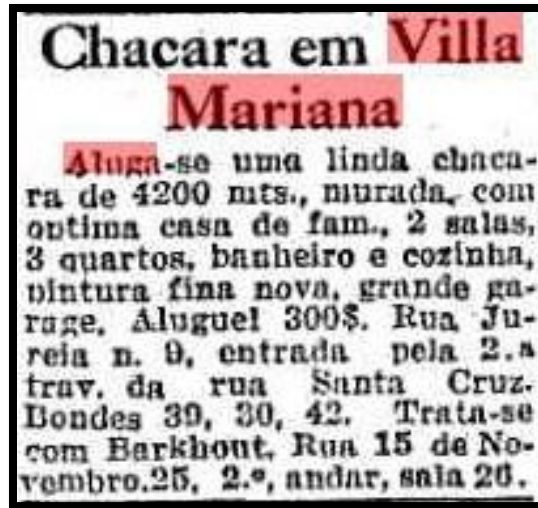 Chacara em Villa
Mariana
Aluga-se uma linda chaca-
ra de 4200 mts., murada, com
optima casa de fam., 2 salas,
3 quartos, banheiro e cozinha,
pintura fina nova, grande ga-
rage, Aluguel 300$. Rua Ju-
reia n. 9, entrada pela 2.a
trav. da rua Santa Cruz.
Bondes 39, 30, 42. Trata-se
com Barkhout, Rua 15 de No-
vembro.25, 2.º, andar, sala 26.